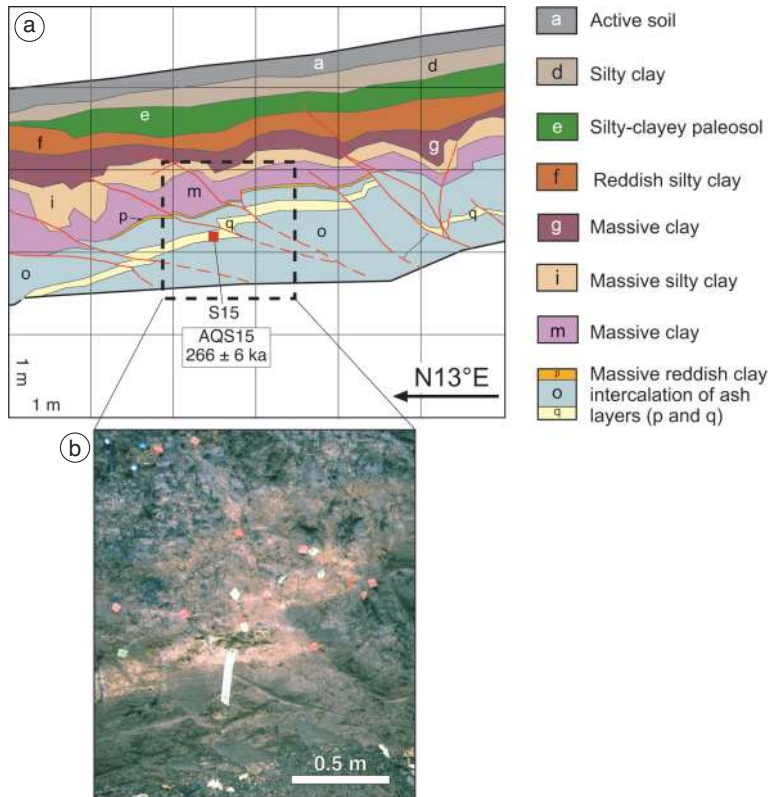 a
a
d
e
f
g
m
i
p
q
q
o
o
S15
AQS15
266 ± 6 ka
1 m
1 m
N13°E
a Active soil
d Silty clay
e Silty-clayey paleosol
f Reddish silty clay
g Massive clay
i Massive silty clay
m Massive clay
p Massive reddish clay
o intercalation of ash
q layers (p and q)
b
0.5 m